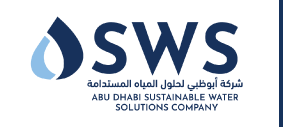 SWS
شركة أبوظبي لحلول المياه المستدامة
ABU DHABI SUSTAINABLE WATER
SOLUTIONS COMPANY